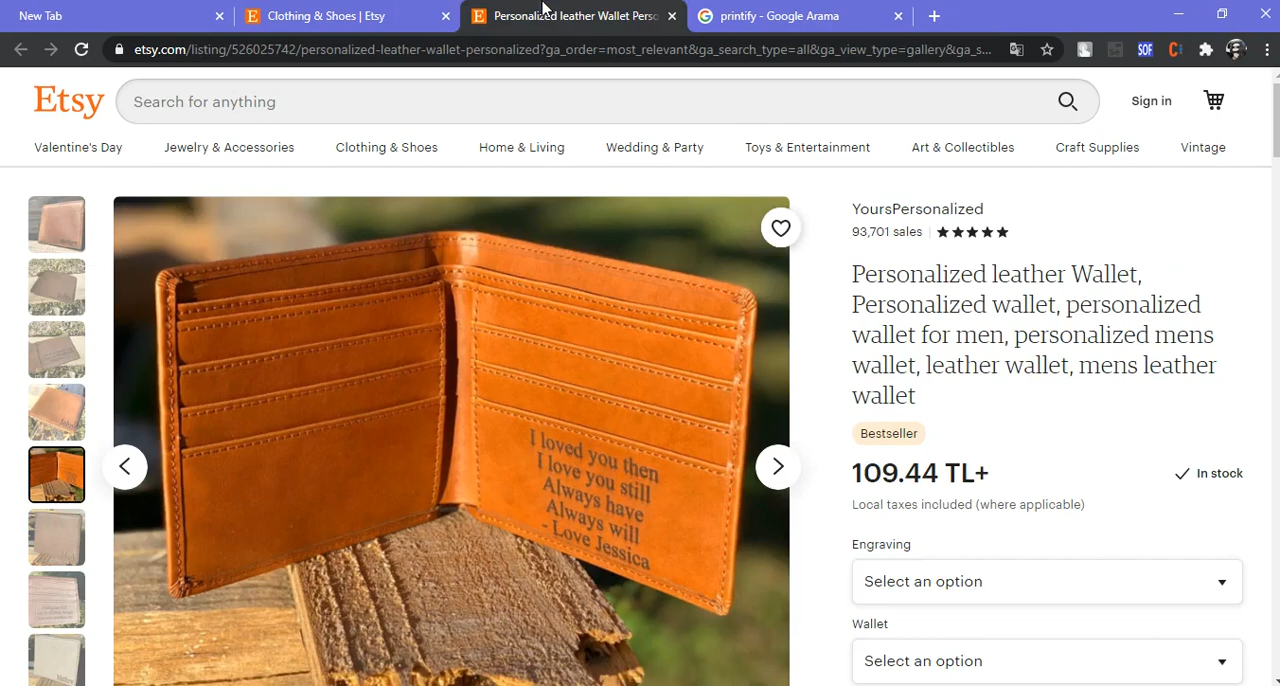 New Tab
Clothing & Shoes | Etsy
Personalized leather Wallet Perso
printify - Google Arama
etsy.com/listing/526025742/personalized-leather-wallet-personalized?ga_order=most_relevant&ga_search_type=all&ga_view_type=gallery&ga_s...
SOF
Etsy
Search for anything
Sign in
Valentine's Day
Jewelry & Accessories
Clothing & Shoes
Home & Living
Wedding & Party
Toys & Entertainment
Art & Collectibles
Craft Supplies
Vintage
I loved you then
I love you still
Always have
Always will
- Love Jessica
YoursPersonalized
93,701 sales
Personalized leather Wallet,
Personalized wallet, personalized
wallet for men, personalized mens
wallet, leather wallet, mens leather
wallet
Bestseller
109.44 TL+
In stock
Local taxes included (where applicable)
Engraving
Select an option
Wallet
Select an option